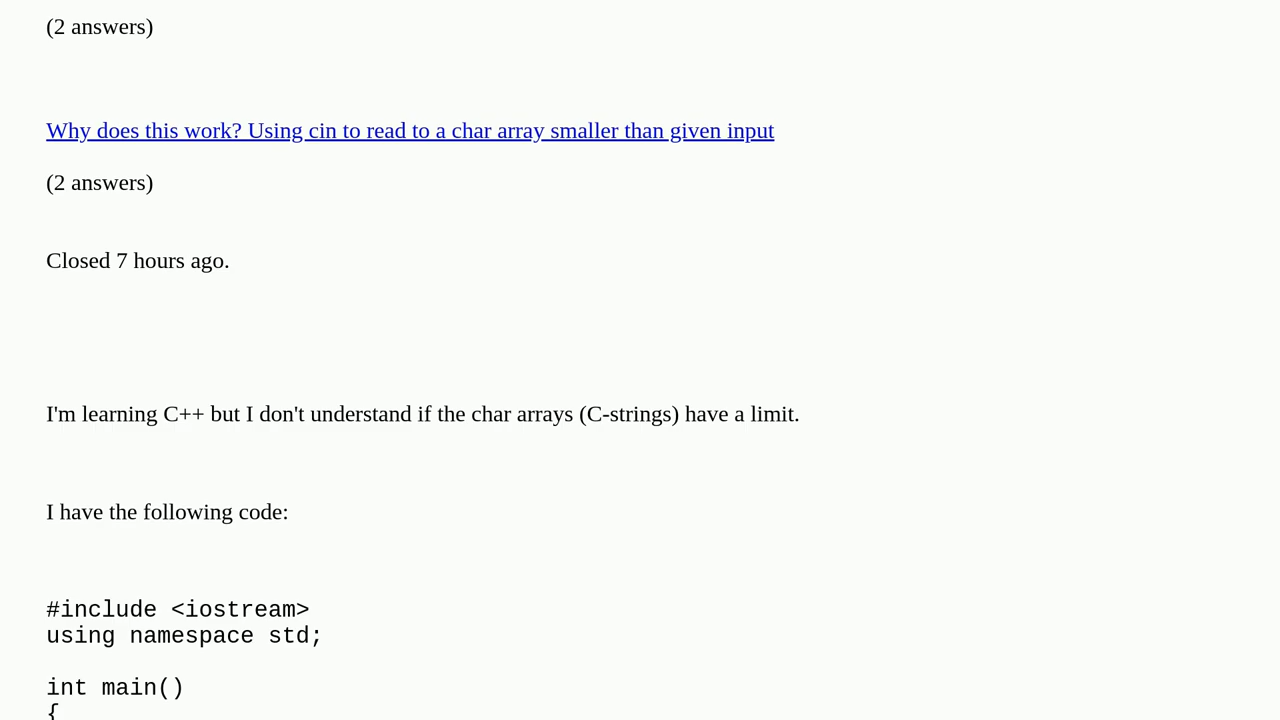 (2 answers)
Why does this work? Using cin to read to a char array smaller than given input
(2 answers)
Closed 7 hours ago.
I'm learning C++ but I don't understand if the char arrays (C-strings) have a limit.
I have the following code:
#include <iostream>
using namespace std;
int main()
{